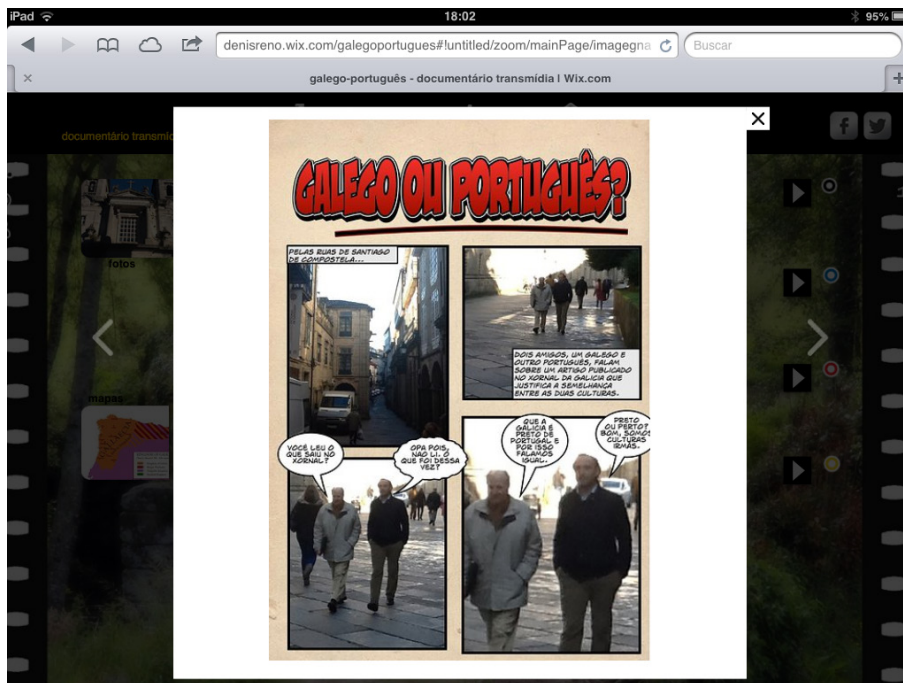 iPad
18:02
95%
denisreno.wix.com/galegoportugues#!untitled/zoom/mainPage/imagegna
Buscar
galego-português - documentário transmídia | Wix.com
documentário transmíd
fotos
mapas
GALEGO OU PORTUGUÊS?
PELAS RUAS DE SANTIAGO
DE COMPOSTELA...
DOIS AMIGOS, UM GALEGO E
OUTRO PORTUGUÊS, FALAM
SOBRE UM ARTIGO PUBLICADO
NO XORNAL DA GALICIA QUE
JUSTIFICA A SEMELHANÇA
ENTRE AS DUAS CULTURAS.
VOCÊ LEU O
QUE SAIU NO
XORNAL?
OPA POIS,
NAO LI. O
QUE FOI DESSA
VEZ?
QUE A
GALICIA É
PRETO DE
PORTUGAL E
POR ISSO
FALAMOS
IGUAL.
PRETO
OU PERTO?
BOM, SOMOS
CULTURAS
IRMÃS.